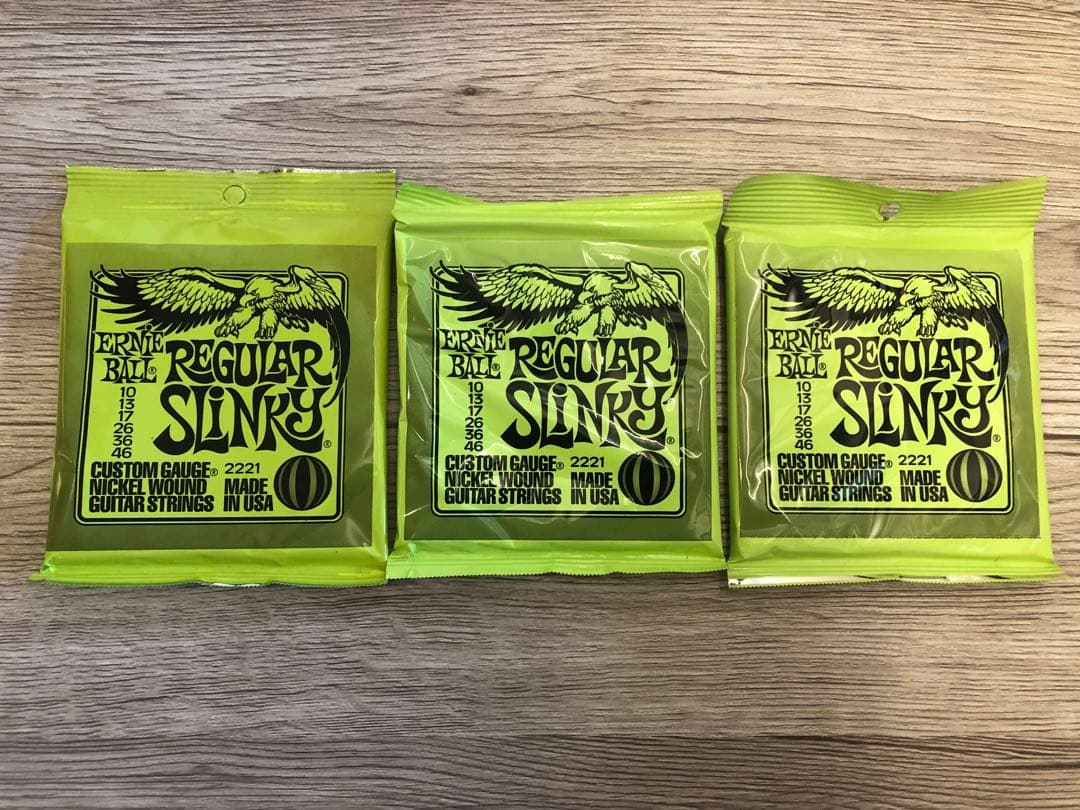 ERNIE BALL®
REGULAR SLINKY®
10
13
17
26
36
46
CUSTOM GAUGE® 2221
NICKEL WOUND MADE
GUITAR STRINGS IN USA
ERNIE BALL®
REGULAR SLINKY®
10
13
17
26
36
46
CUSTOM GAUGE® 2221
NICKEL WOUND MADE
GUITAR STRINGS IN USA
ERNIE BALL®
REGULAR SLINKY®
10
13
17
26
36
46
CUSTOM GAUGE® 2221
NICKEL WOUND MADE
GUITAR STRINGS IN USA